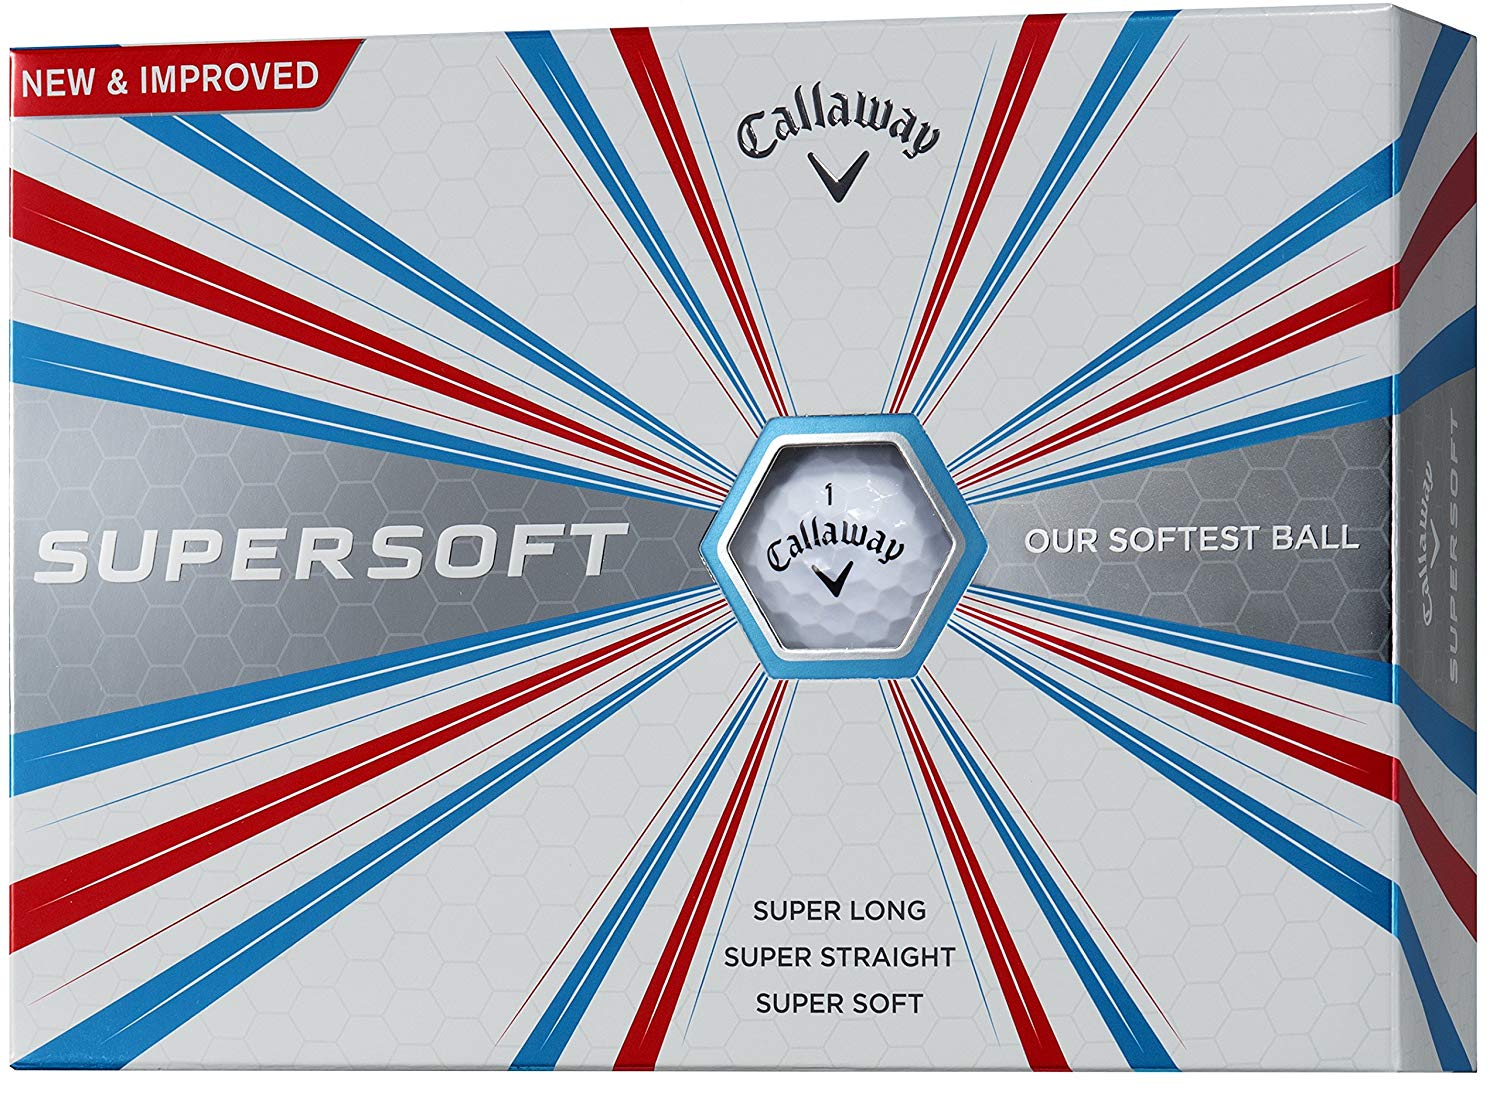 NEW & IMPROVED
Callaway
SUPERSOFT
1
Callaway
OUR SOFTEST BALL
SUPER LONG
SUPER STRAIGHT
SUPER SOFT
Callaway
SUPERSOFT